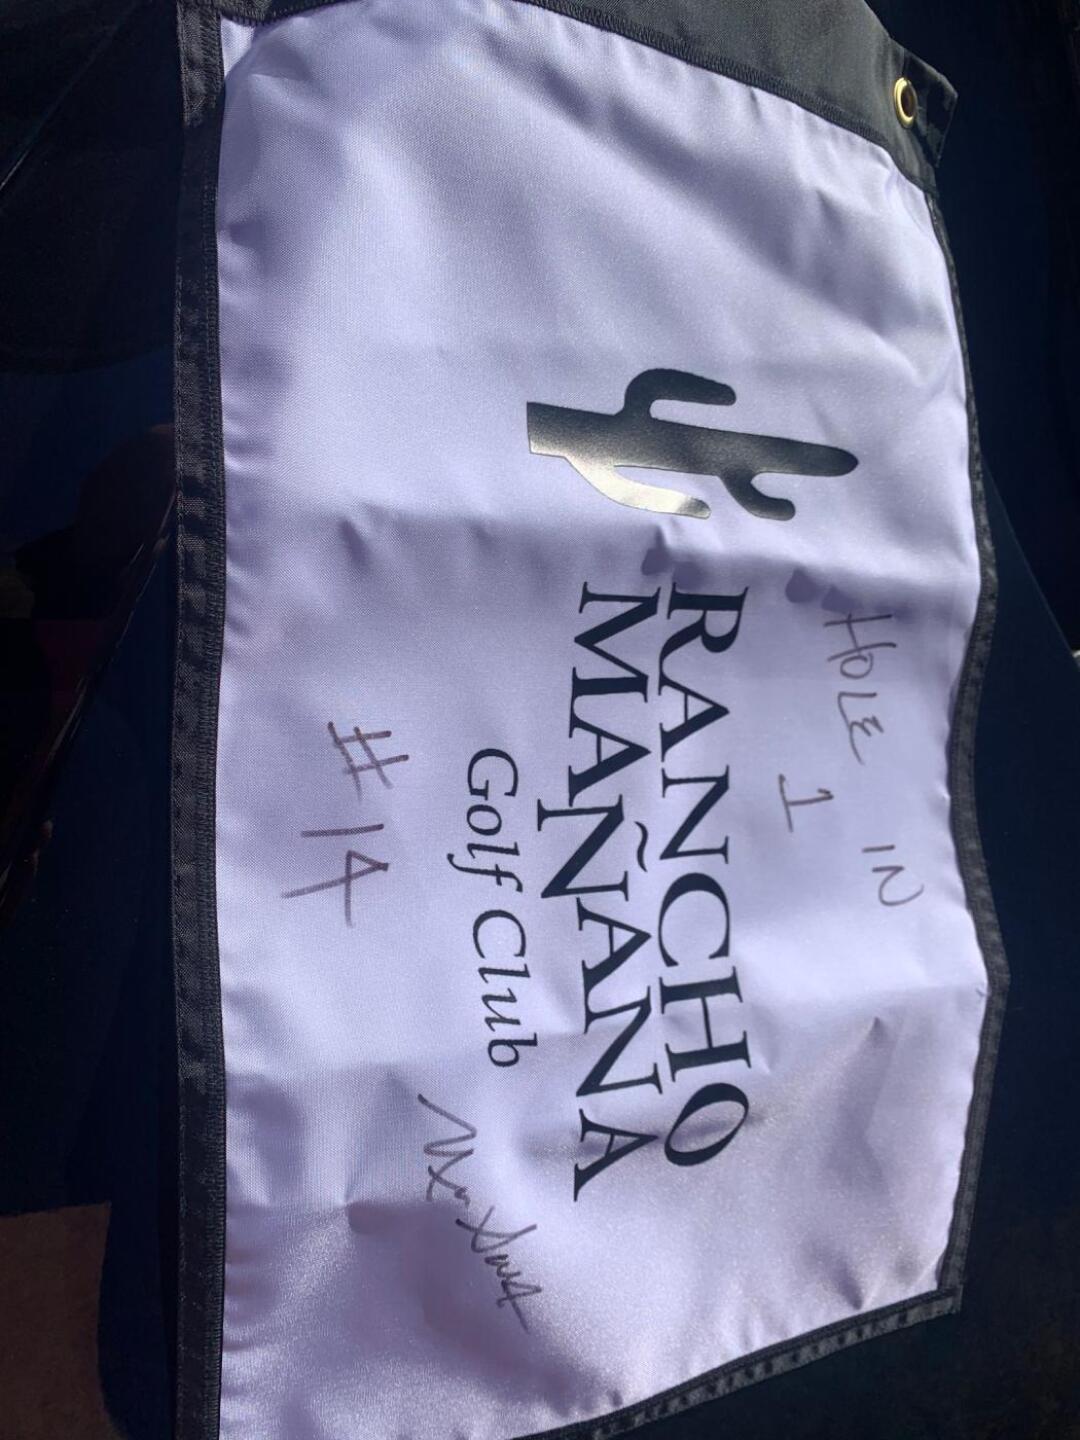 HOLE IN
1
RANCHO
MAÑANA
Golf Club
# 14